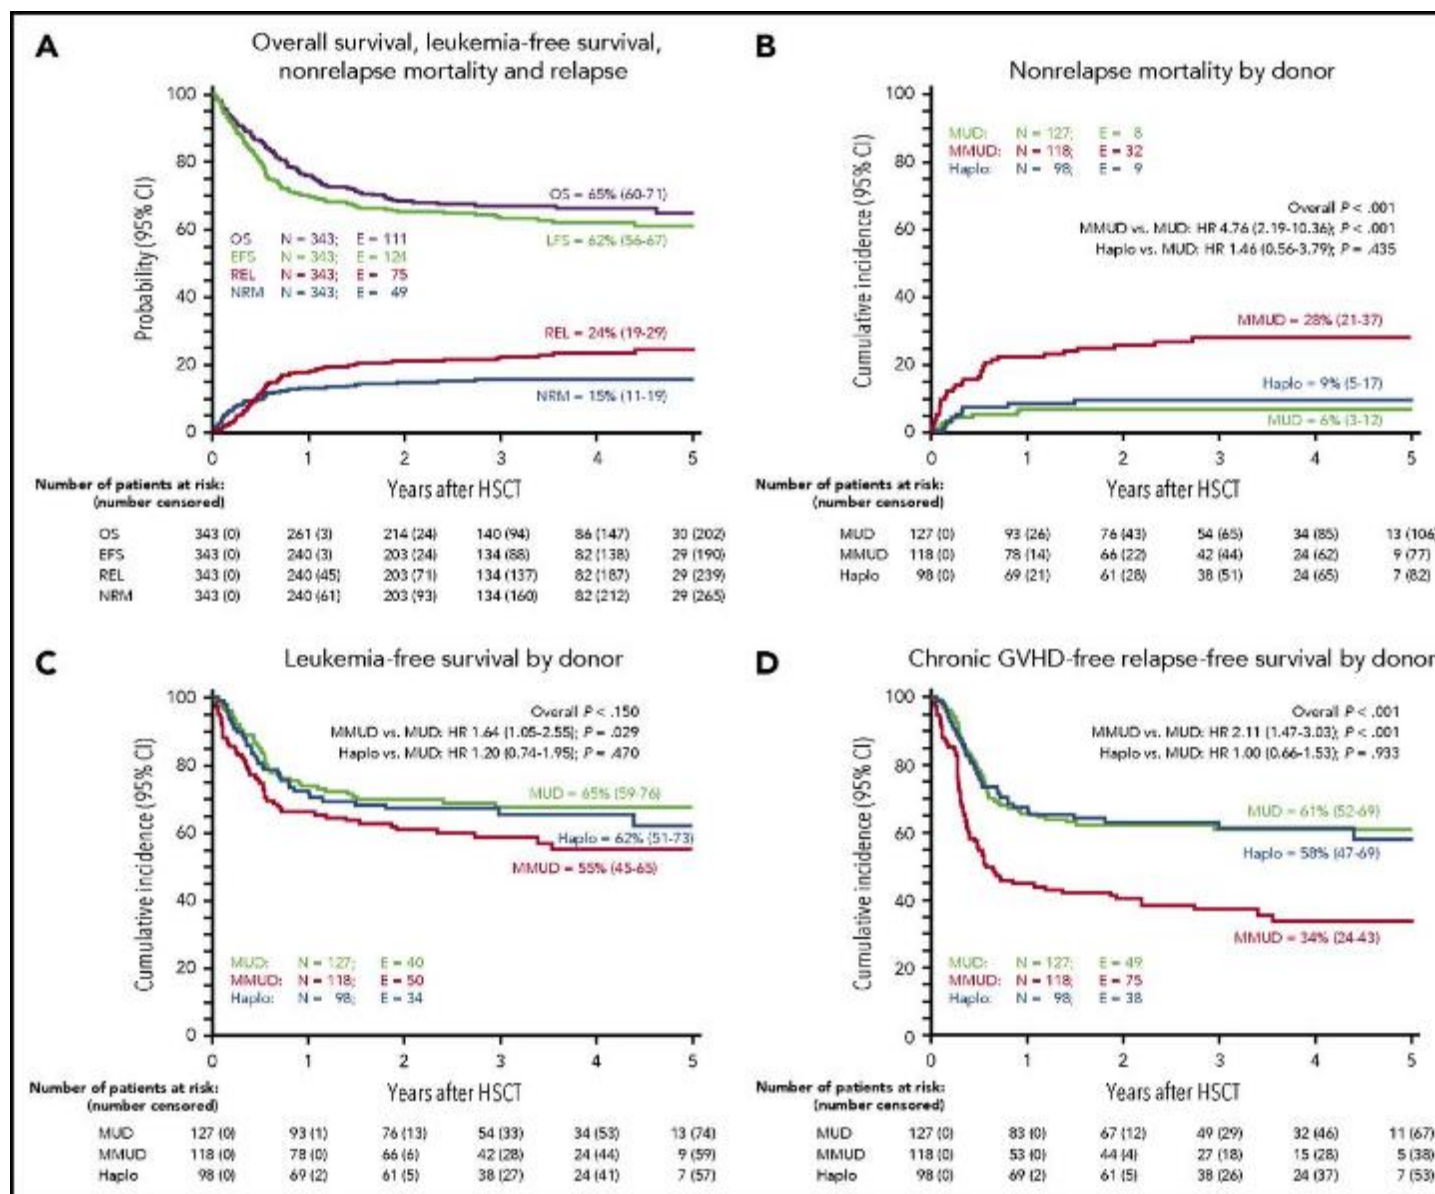 A
Overall survival, leukemia-free survival,
nonrelapse mortality and relapse
Probability (95% CI)
100
80
60
40
20
0
OS = 65% (60-71)
LFS = 62% (56-67)
OS N = 343; E = 111
EFS N = 343; E = 124
REL N = 343; E = 75
NRM N = 343; E = 49
REL = 24% (19-29)
NRM = 15% (11-19)
0 1 2 3 4 5
Years after HSCT
Number of patients at risk:
(number censored)
OS 343 (0) 261 (3) 214 (24) 140 (94) 86 (147) 30 (202)
EFS 343 (0) 240 (3) 203 (24) 134 (88) 82 (138) 29 (190)
REL 343 (0) 240 (45) 203 (71) 134 (137) 82 (187) 29 (239)
NRM 343 (0) 240 (61) 203 (93) 134 (160) 82 (212) 29 (265)
B
Nonrelapse mortality by donor
Cumulative incidence (95% CI)
100
80
60
40
20
0
MUD: N = 127; E = 8
MMUD: N = 118; E = 32
Haplo: N = 98; E = 9
Overall P < .001
MMUD vs. MUD: HR 4.76 (2.19-10.36); P < .001
Haplo vs. MUD: HR 1.46 (0.56-3.79); P = .435
MMUD = 28% (21-37)
Haplo = 9% (5-17)
MUD = 6% (3-12)
0 1 2 3 4 5
Years after HSCT
Number of patients at risk:
(number censored)
MUD 127 (0) 93 (26) 76 (43) 54 (65) 34 (85) 13 (106
MMUD 118 (0) 78 (14) 66 (22) 42 (44) 24 (62) 9 (77)
Haplo 98 (0) 69 (21) 61 (28) 38 (51) 24 (65) 7 (82)
C
Leukemia-free survival by donor
Cumulative incidence (95% CI)
100
80
60
40
20
0
Overall P < .150
MMUD vs. MUD: HR 1.64 (1.05-2.55); P = .029
Haplo vs. MUD: HR 1.20 (0.74-1.95); P = .470
MUD = 65% (59-76)
Haplo = 62% (51-73)
MMUD = 55% (45-65)
MUD: N = 127; E = 40
MMUD: N = 118; E = 50
Haplo: N = 98; E = 34
0 1 2 3 4 5
Years after HSCT
Number of patients at risk:
(number censored)
MUD 127 (0) 93 (1) 76 (13) 54 (33) 34 (53) 13 (74)
MMUD 118 (0) 78 (0) 66 (6) 42 (28) 24 (44) 9 (59)
Haplo 98 (0) 69 (2) 61 (5) 38 (27) 24 (41) 7 (57)
D
Chronic GVHD-free relapse-free survival by donor
Cumulative incidence (95% CI)
100
80
60
40
20
0
Overall P < .001
MMUD vs. MUD: HR 2.11 (1.47-3.03); P < .001
Haplo vs. MUD: HR 1.00 (0.66-1.53); P = .933
MUD = 61% (52-69)
Haplo = 58% (47-69)
MMUD = 34% (24-43)
MUD: N = 127; E = 49
MMUD: N = 118; E = 75
Haplo: N = 98; E = 38
0 1 2 3 4 5
Years after HSCT
Number of patients at risk:
(number censored)
MUD 127 (0) 83 (0) 67 (12) 49 (29) 32 (46) 11 (67)
MMUD 118 (0) 53 (0) 44 (4) 27 (18) 15 (28) 5 (38)
Haplo 98 (0) 69 (2) 61 (5) 38 (26) 24 (37) 7 (53)